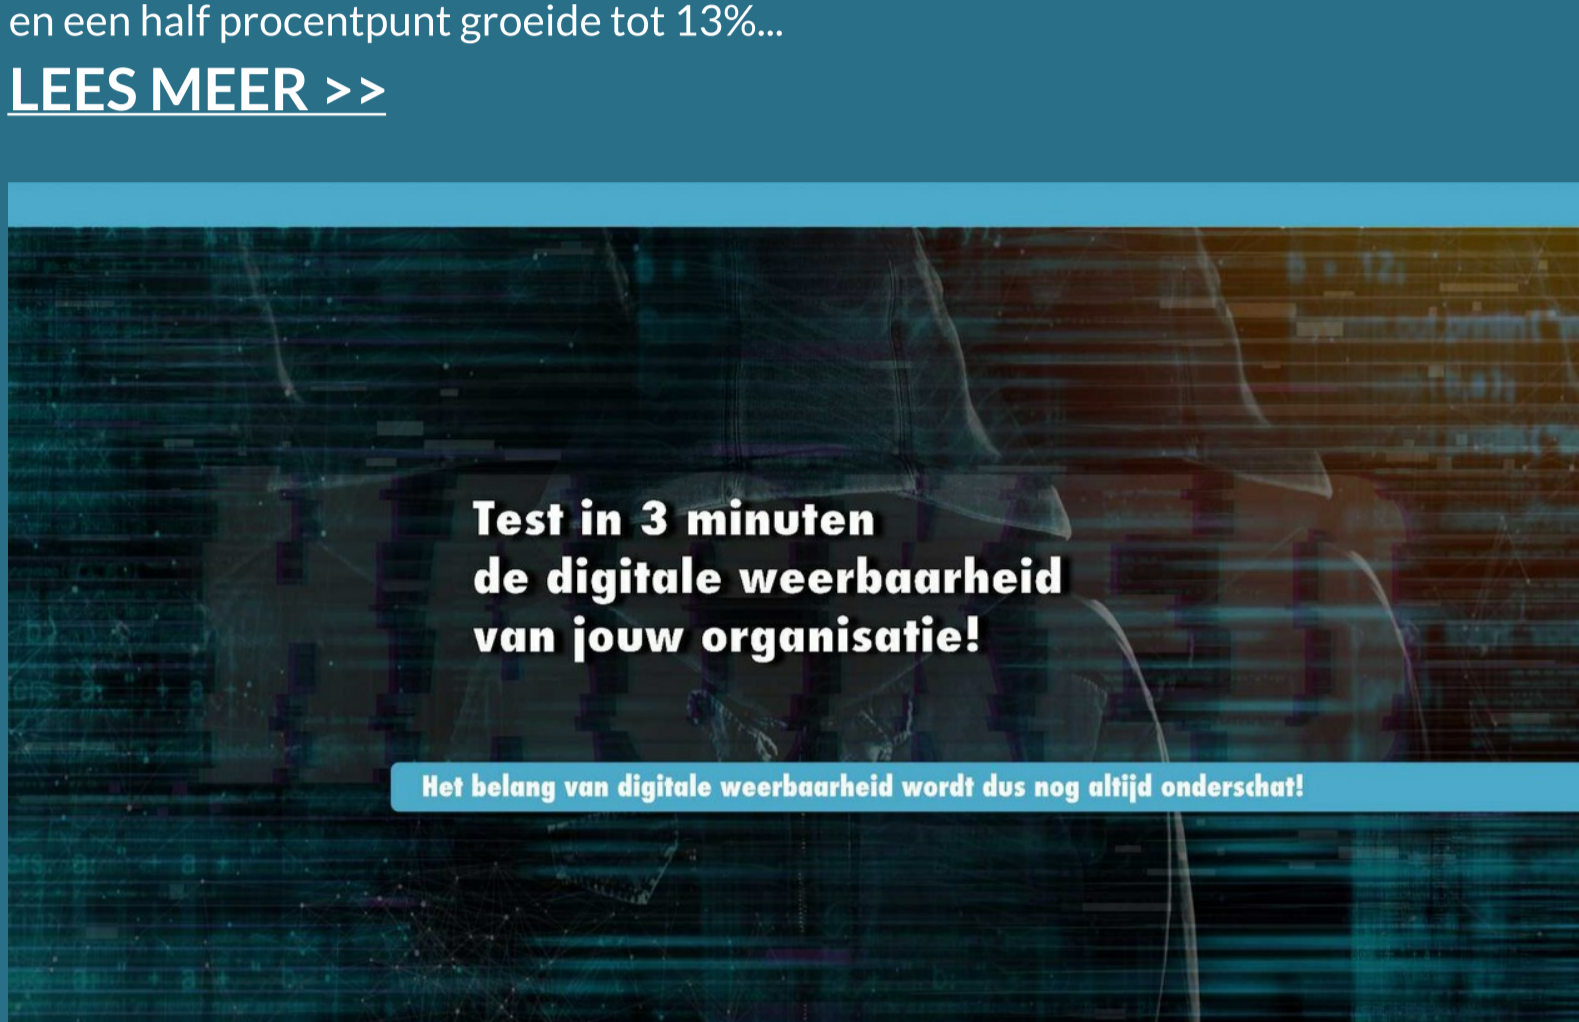 en een half procentpunt groeide tot 13%...
LEES MEER >>
Test in 3 minuten
de digitale weerbaarheid
van jouw organisatie!
Het belang van digitale weerbaarheid wordt dus nog altijd onderschat!